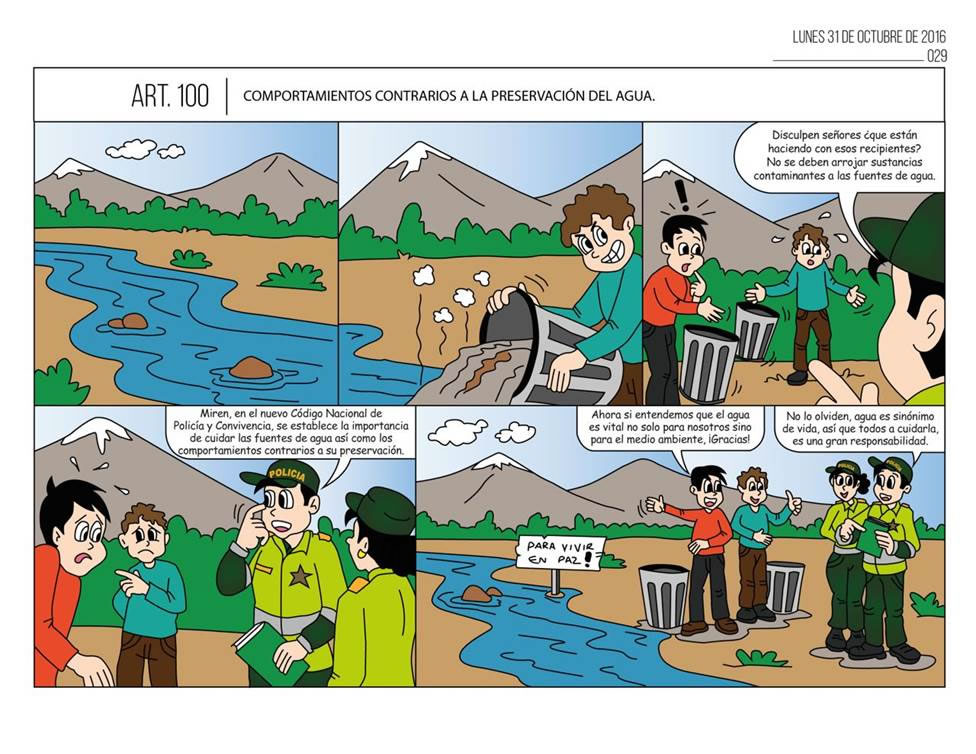 LUNES 31 DE OCTUBRE DE 2016
029
ART. 100
COMPORTAMIENTOS CONTRARIOS A LA PRESERVACIÓN DEL AGUA.
Disculpen señores ¿que están
haciendo con esos recipientes?
No se deben arrojar sustancias
contaminantes a las fuentes de agua.
Miren, en el nuevo Código Nacional de
Policía y Convivencia, se establece la importancia
de cuidar las fuentes de agua así como los
comportamientos contrarios a su preservación.
POLICIA
Ahora si entendemos que el agua
es vital no solo para nosotros sino
para el medio ambiente, ¡Gracias!
No lo olviden, agua es sinónimo
de vida, así que todos a cuidarla,
es una gran responsabilidad.
PARA VIVIR
EN PAZ!
POLICIA
POLICIA